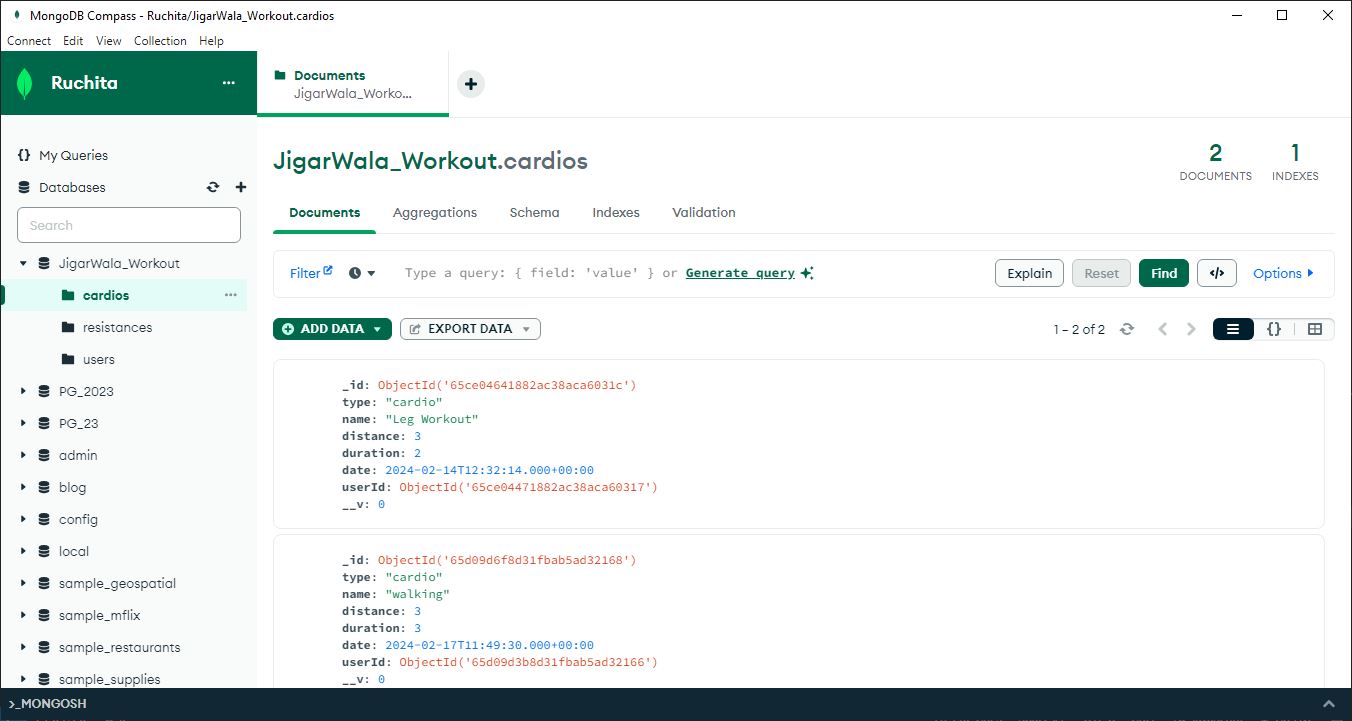 MongoDB Compass - Ruchita/JigarWala_Workout.cardios
Connect Edit View Collection Help
Ruchita
Documents
JigarWala_Worko...
{} My Queries
Databases
Search
JigarWala_Workout
cardios
resistances
users
PG_2023
PG_23
admin
blog
config
local
sample_geospatial
sample_mflix
sample_restaurants
sample_supplies
JigarWala_Workout.cardios
2
DOCUMENTS
1
INDEXES
Documents Aggregations Schema Indexes Validation
Filter Type a query: { field: 'value' } or Generate query Explain Reset Find </> Options
ADD DATA EXPORT DATA 1 – 2 of 2 {}
_id: ObjectId('65ce04641882ac38aca6031c')
type: "cardio"
name: "Leg Workout"
distance: 3
duration: 2
date: 2024-02-14T12:32:14.000+00:00
userId: ObjectId('65ce04471882ac38aca60317')
__v: 0
_id: ObjectId('65d09d6f8d31fbab5ad32168')
type: "cardio"
name: "walking"
distance: 3
duration: 3
date: 2024-02-17T11:49:30.000+00:00
userId: ObjectId('65d09d3b8d31fbab5ad32166')
__v: 0
>_MONGOSH